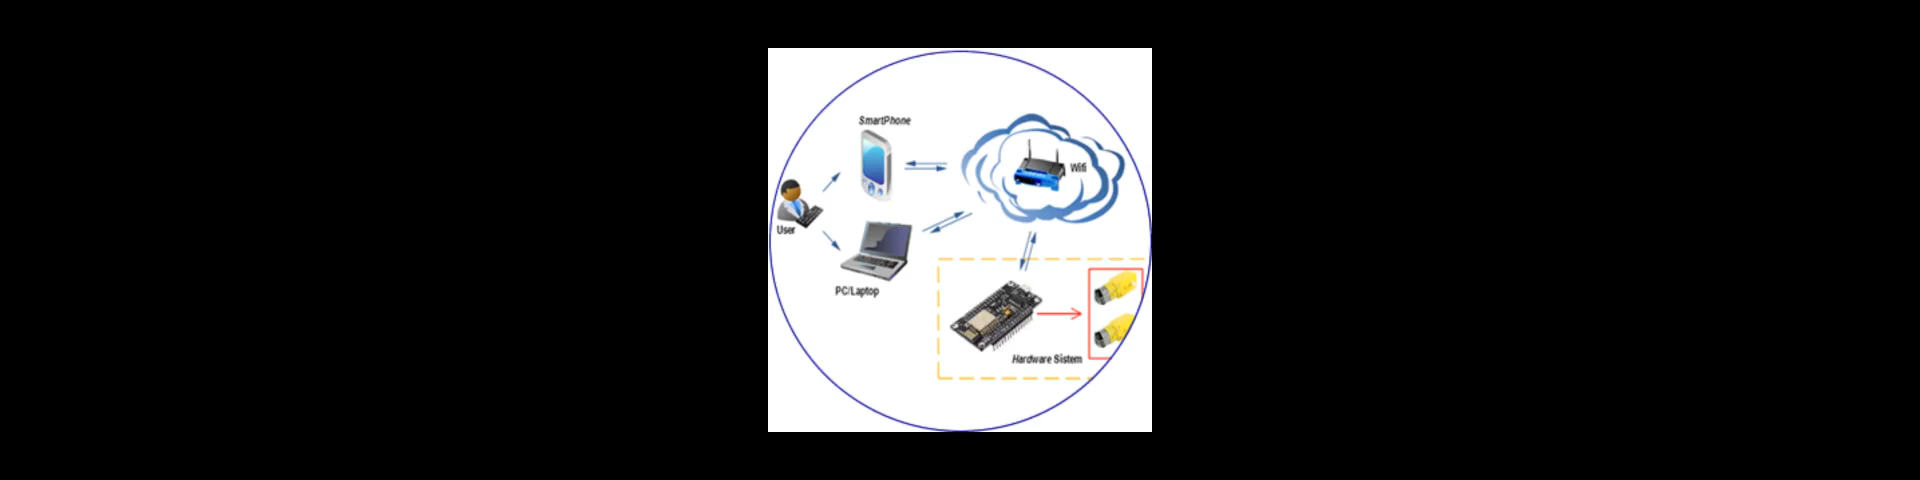 SmartPhone
Wifi
User
PC/Laptop
Hardware Sistem